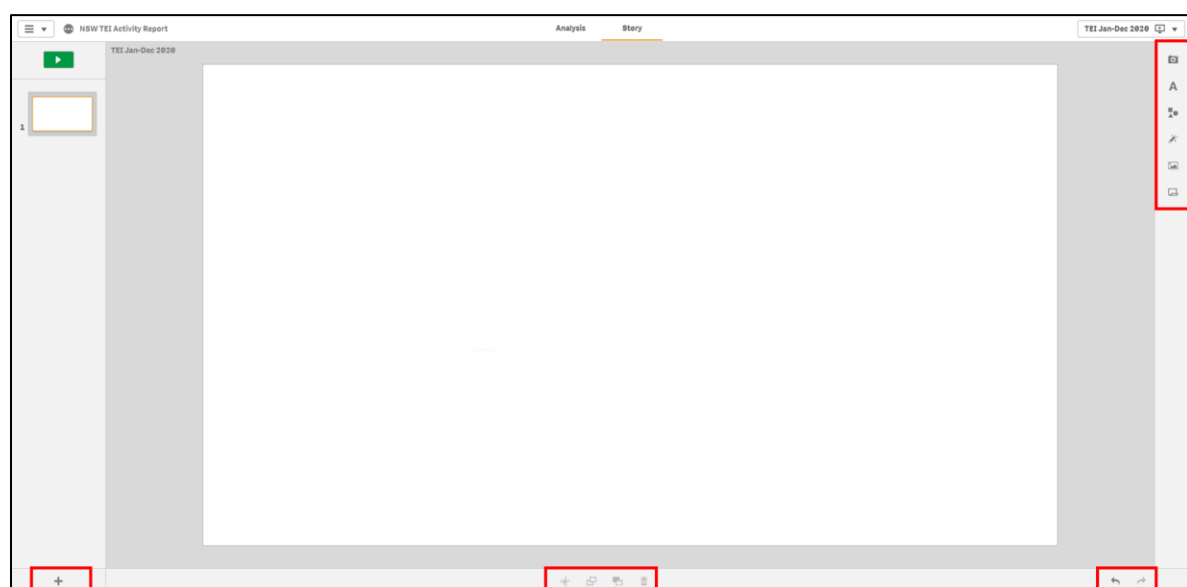 NSW TEI Activity Report
Analysis
Story
TEI Jan-Dec 2020
TEI Jan-Dec 2020
A
1